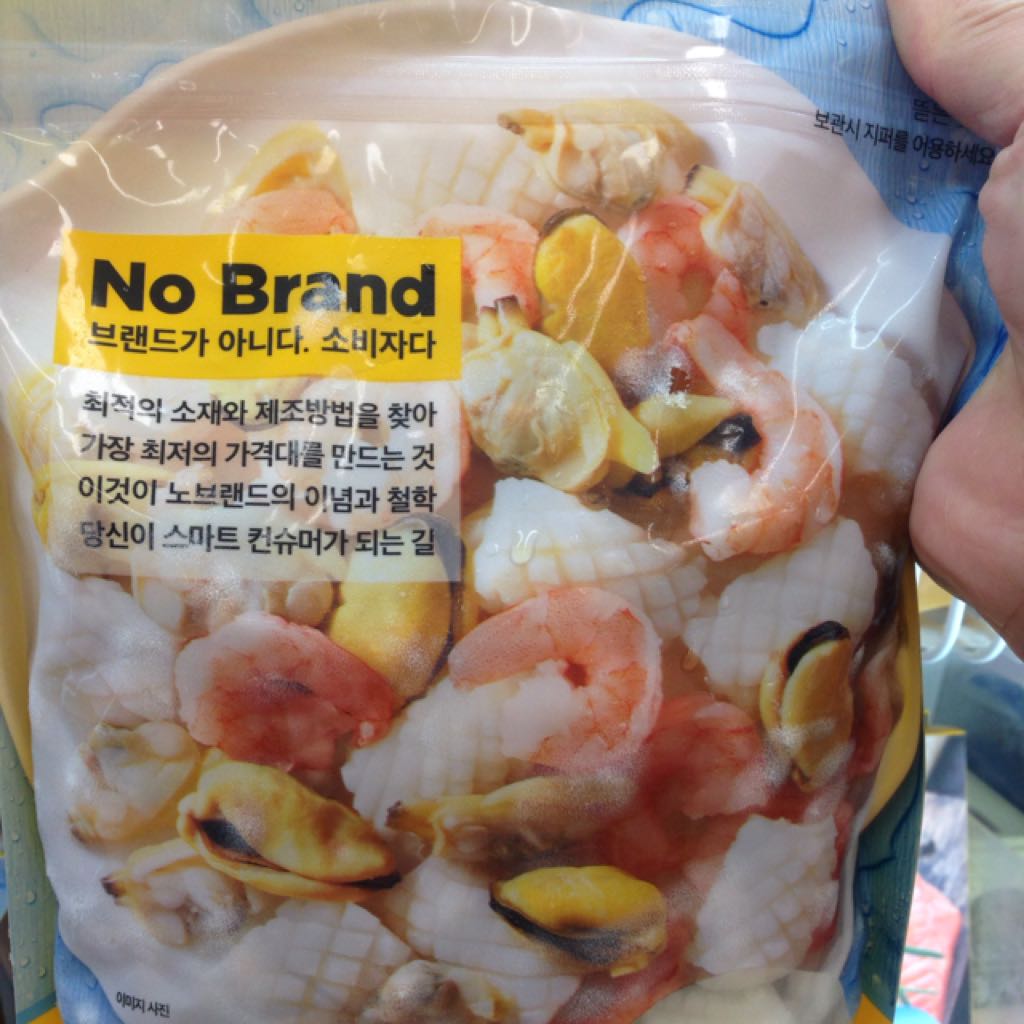 뜯은
보관시 지퍼를 이용하세요
No Brand
브랜드가 아니다. 소비자다
최적의 소재와 제조방법을 찾아
가장 최저의 가격대를 만드는 것
이것이 노브랜드의 이념과 철학
당신이 스마트 컨슈머가 되는 길
이미지 사진